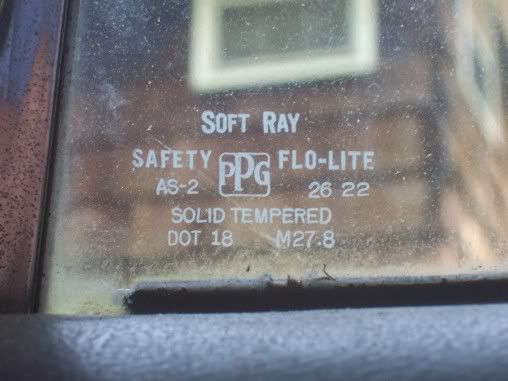 SOFT RAY
SAFETY PPG FLO-LITE
AS-2 26 22
SOLID TEMPERED
DOT 18 M27.8